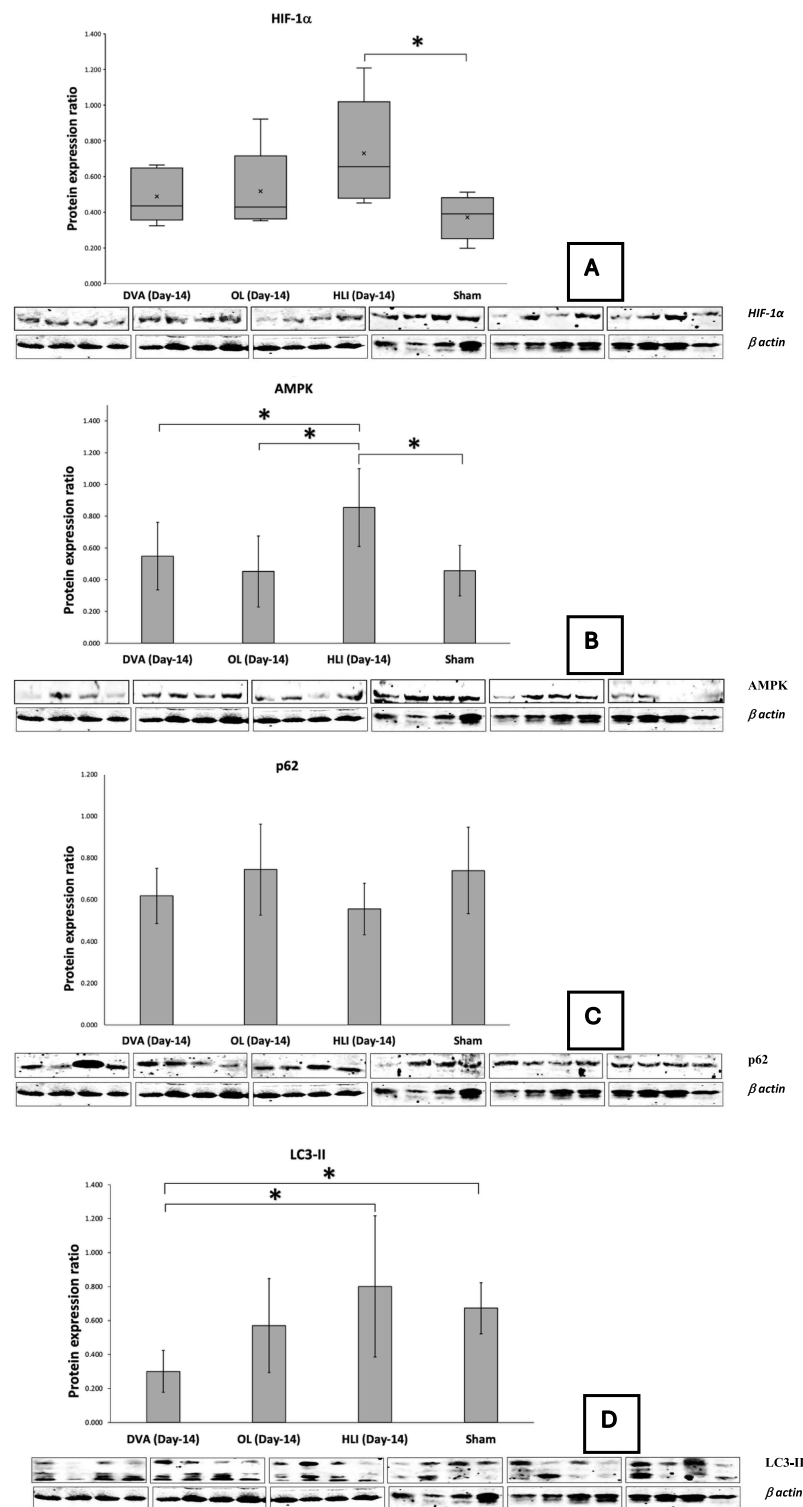 HIF-1α
*
Protein expression ratio
1.400
1.200
1.000
0.800
0.600
0.400
0.200
0.000
DVA (Day-14) OL (Day-14) HLI (Day-14) Sham
A
HIF-1α
β actin
AMPK
*
*
*
Protein expression ratio
1.400
1.200
1.000
0.800
0.600
0.400
0.200
0.000
DVA (Day-14) OL (Day-14) HLI (Day-14) Sham
B
AMPK
β actin
p62
Protein expression ratio
1.200
1.000
0.800
0.600
0.400
0.200
0.000
DVA (Day-14) OL (Day-14) HLI (Day-14) Sham
C
p62
β actin
LC3-II
*
*
Protein expression ratio
1.400
1.200
1.000
0.800
0.600
0.400
0.200
0.000
DVA (Day-14) OL (Day-14) HLI (Day-14) Sham
D
LC3-II
β actin